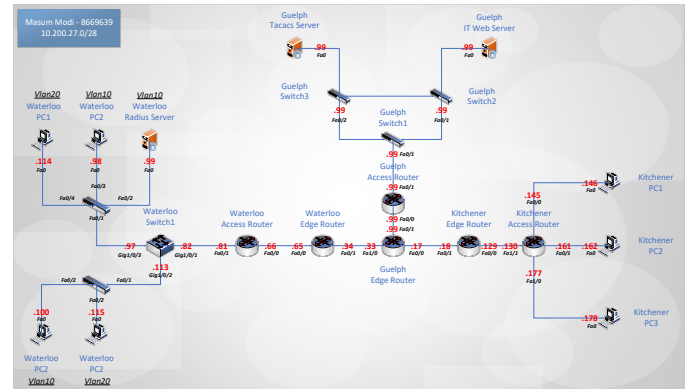 Masum Modi - 8669639
10.200.27.0/28
Guelph
Tacacs Server
Guelph
IT Web Server
.99
Fa0
.99
Fa0
Guelph
Switch3
Guelph
Switch2
.99
Fa0/2
.99
Fa0/1
Guelph
Switch1
.99
Fa0/1
Guelph
Access Router
.99
Fa0/1
.99
Fa0/0
.99
Fa0/1
Vlan20
Waterloo
PC1
Vlan10
Waterloo
PC2
Vlan10
Waterloo
Radius Server
.114
Fa0
.98
Fa0
.99
Fa0
Fa0/3
Fa0/4
Fa0/2
Fa0/1
Waterloo
Switch1
.97
Gig1/0/3
.82
Gig1/0/1
.113
Gig1/0/2
Waterloo
Access Router
.81
Fa0/1
.66
Fa0/0
Waterloo
Edge Router
.65
Fa0/0
.34
Fa0/1
.33
Fa1/0
Guelph
Edge Router
.17
Fa0/0
Kitchener
Edge Router
.18
Fa0/1
.129
Fa0/0
Kitchener
Access Router
.130
Fa1/1
.145
Fa0/0
.146
Fa0
Kitchener
PC1
.161
Fa0/1
.162
Fa0
Kitchener
PC2
.177
Fa1/0
.178
Fa0
Kitchener
PC3
Fa0/2
Fa0/1
Fa0/2
.100
Fa0
.115
Fa0
Waterloo
PC2
Vlan10
Waterloo
PC2
Vlan20